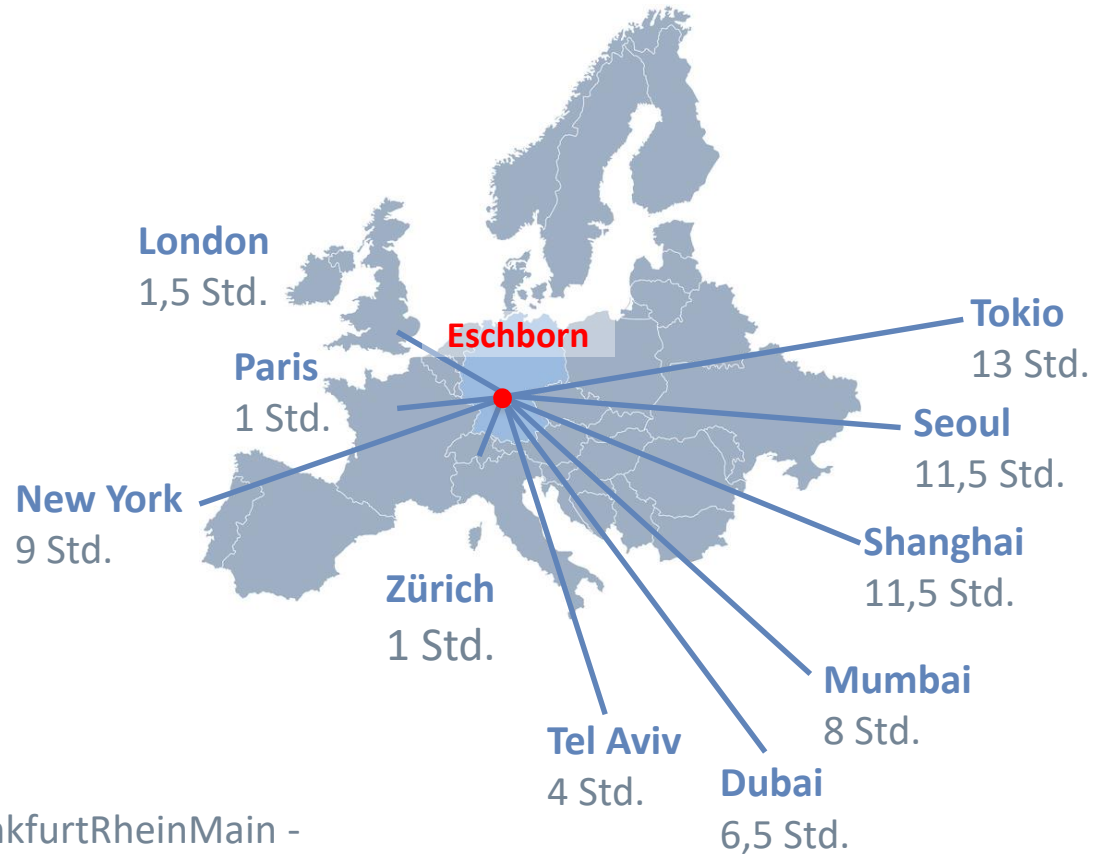 London
1,5 Std.
Eschborn
Paris
1 Std.
Tokio
13 Std.
Seoul
11,5 Std.
New York
9 Std.
Shanghai
11,5 Std.
Zürich
1 Std.
Mumbai
8 Std.
Tel Aviv
4 Std.
Dubai
6,5 Std.
nkfurtRheinMain -